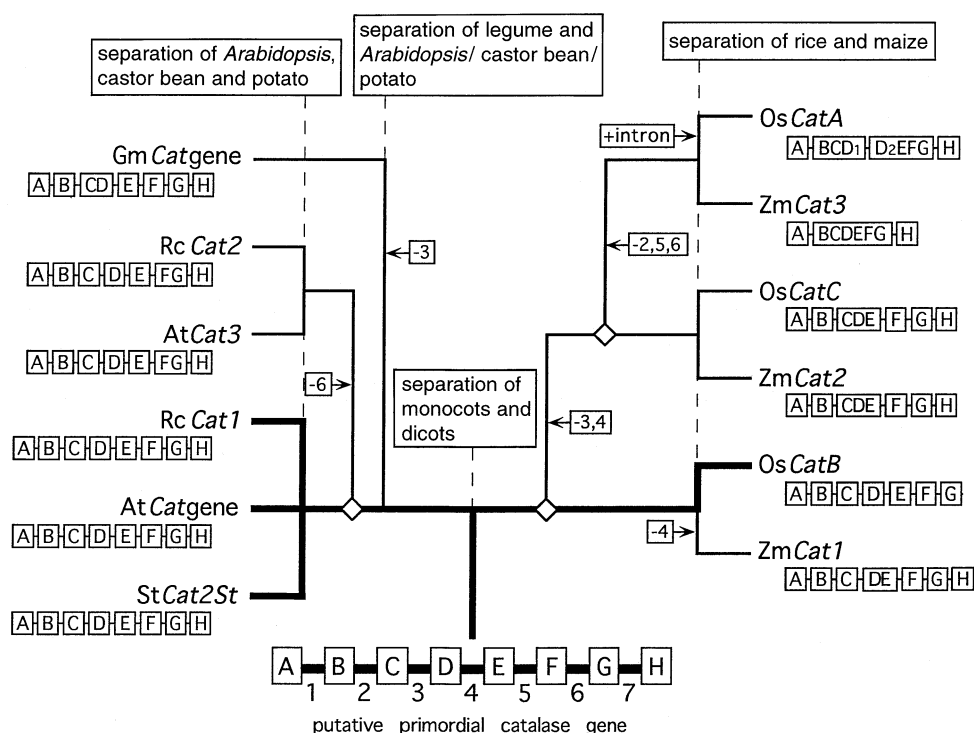 separation of Arabidopsis,
castor bean and potato
separation of legume and
Arabidopsis/ castor bean/
potato
separation of rice and maize
Gm Catgene
A B CD E F G H
Rc Cat2
A B C D E FG H
At Cat3
A B C D E FG H
Rc Cat1
A B C D E F G H
At Catgene
A B C D E F G H
St Cat2St
A B C D E F G H
-3
-6
separation of
monocots and
dicots
+intron
-2,5,6
-3,4
-4
Os CatA
A BCD1 D2EFG H
Zm Cat3
A BCDEFG H
Os CatC
A B CDE F G H
Zm Cat2
A B CDE F G H
Os CatB
A B C D E F G
Zm Cat1
A B C DE F G H
A B C D E F G H
1 2 3 4 5 6 7
putative primordial catalase gene